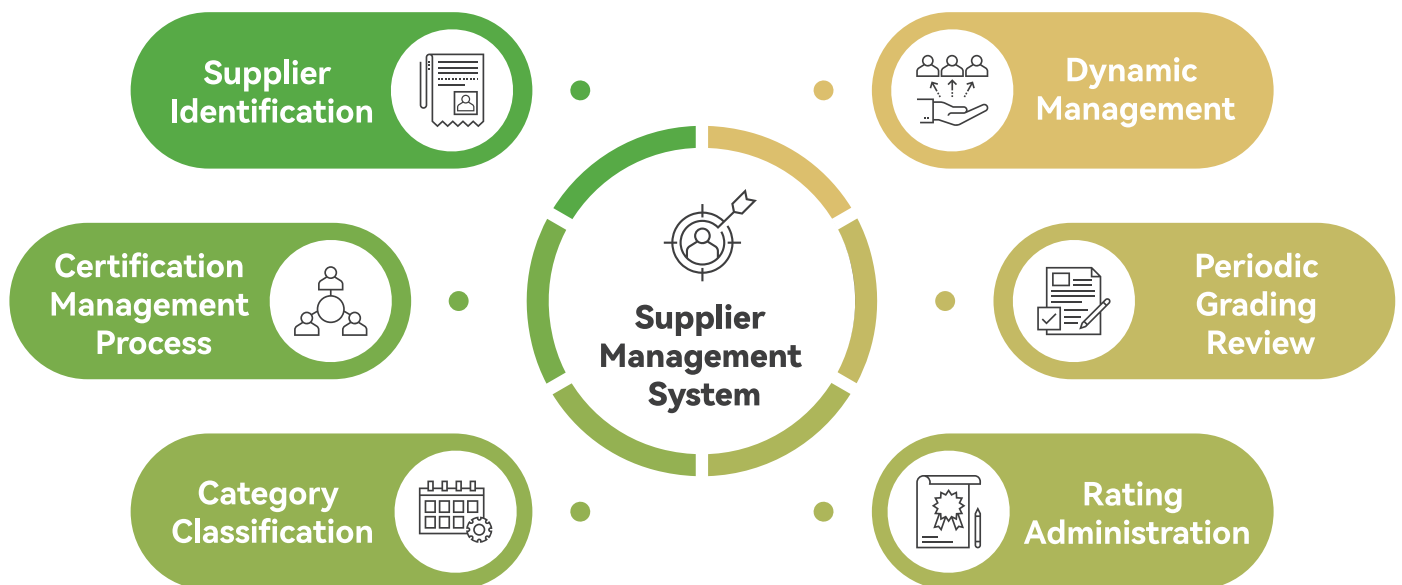 Supplier
Identification
Certification
Management
Process
Category
Classification
Supplier
Management
System
Dynamic
Management
Periodic
Grading
Review
Rating
Administration